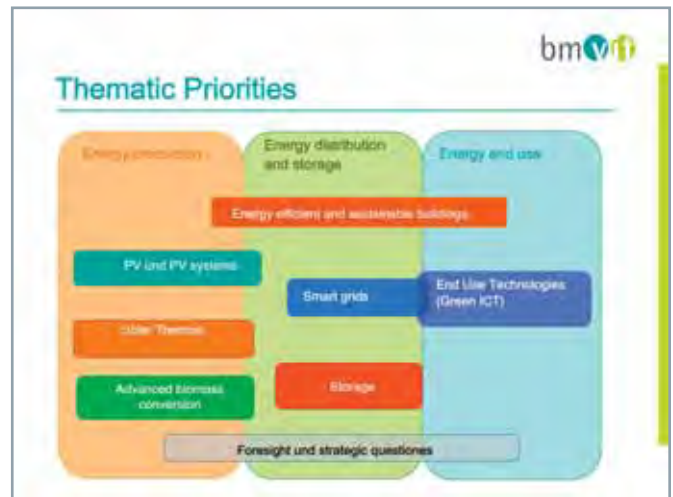 bmvit
Thematic Priorities
Energy production
Energy distribution
and storage
Energy end use
Energy efficient and sustainable buildings
PV und PV systems
Smart grids
End Use Technologies
(Green ICT)
Solar Thermal
Advanced biomass
conversion
Storage
Foresight und strategic questiones